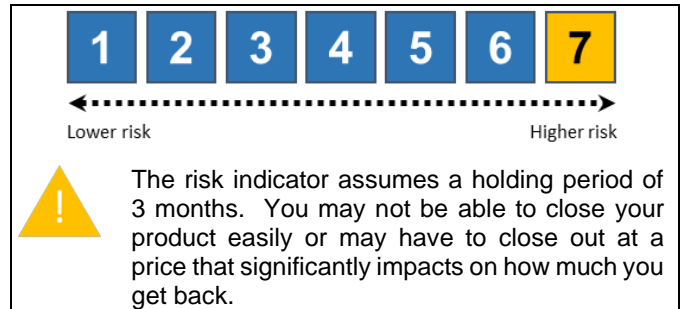 1 2 3 4 5 6 7
Lower risk Higher risk
!
The risk indicator assumes a holding period of
3 months. You may not be able to close your
product easily or may have to close out at a
price that significantly impacts on how much you
get back.